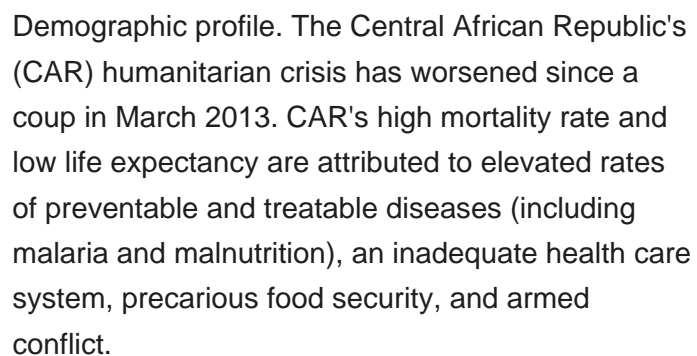 Demographic profile. The Central African Republic's
(CAR) humanitarian crisis has worsened since a
coup in March 2013. CAR's high mortality rate and
low life expectancy are attributed to elevated rates
of preventable and treatable diseases (including
malaria and malnutrition), an inadequate health care
system, precarious food security, and armed
conflict.